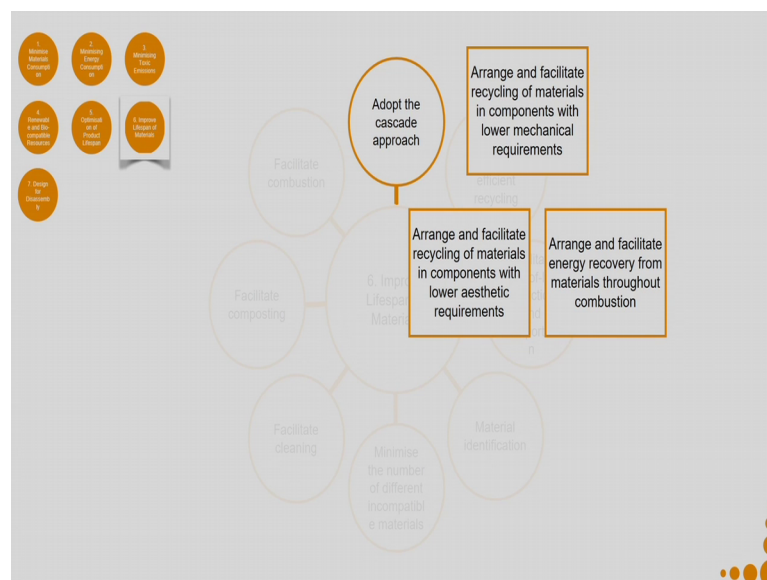 1.
Minimise
Materials
Consumpti
on
2.
Minimising
Energy
Consumpti
on
3.
Minimising
Toxic
Emissions
4.
Renewabl
e and Bio-
compatible
Resources
5.
Optimisati
on of
Product
Lifespan
6. Improve
Lifespan of
Materials
7. Design
for
Disassemb
ly
Adopt the
cascade
approach
Arrange and facilitate
recycling of materials
in components with
lower mechanical
requirements
Arrange and facilitate
recycling of materials
in components with
lower aesthetic
requirements
Arrange and facilitate
energy recovery from
materials throughout
combustion
Facilitate
combustion
efficient
recycling
Facilitate
composting
6. Impro
Lifespan
Materia
n
Facilitate
cleaning
Minimise
the number
of different
incompatibl
e materials
Material
identification